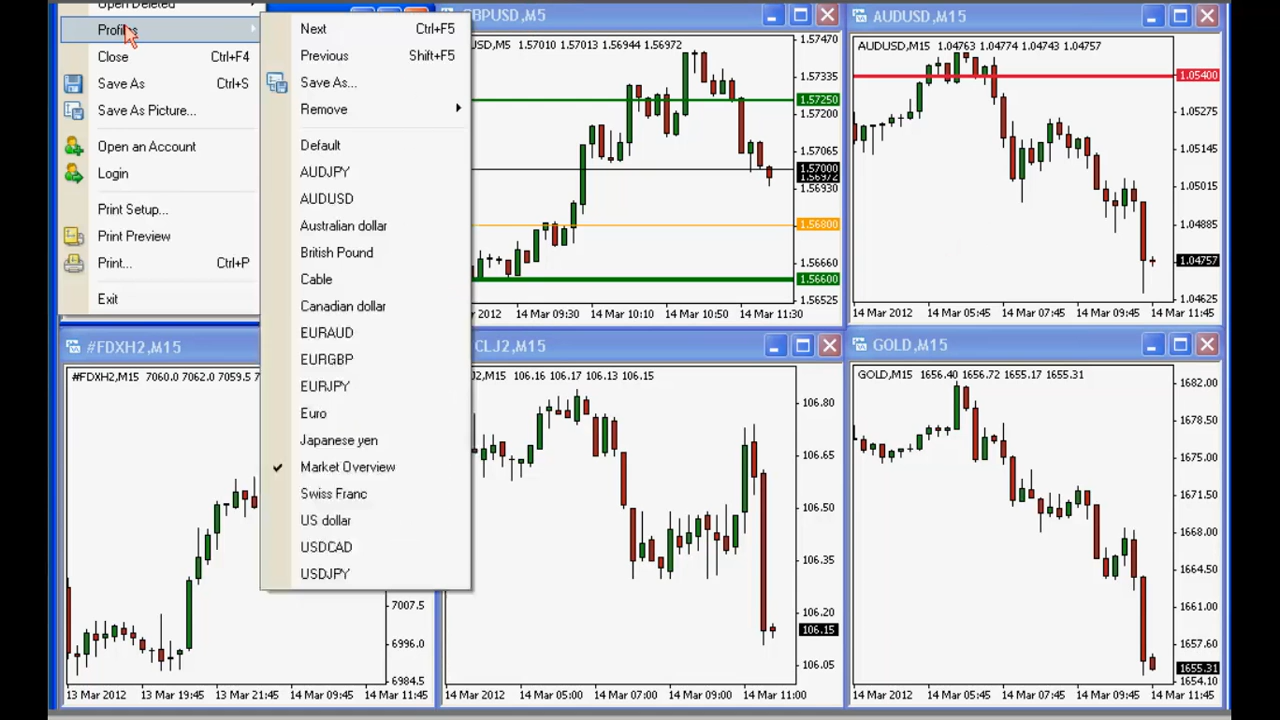 Open Deleted
Profiles
Close Ctrl+F4
Save As Ctrl+S
Save As Picture...
Open an Account
Login
Print Setup...
Print Preview
Print... Ctrl+P
Exit
Next Ctrl+F5
Previous Shift+F5
Save As...
Remove
Default
AUDJPY
AUDUSD
Australian dollar
British Pound
Cable
Canadian dollar
EURAUD
EURGBP
EURJPY
Euro
Japanese yen
Market Overview
Swiss Franc
US dollar
USDCAD
USDJPY
GBPUSD,M5
USD,M5 1.57010 1.57013 1.56944 1.56972
1.57470
1.57335
1.57250
1.57200
1.57065
1.57000
1.56972
1.56930
1.56800
1.56660
1.56600
1.56525
2012 14 Mar 09:30 14 Mar 10:10 14 Mar 10:50 14 Mar 11:30
AUDUSD,M15
AUDUSD,M15 1.04763 1.04774 1.04743 1.04757
1.05400
1.05275
1.05145
1.05015
1.04885
1.04757
1.04625
14 Mar 2012 14 Mar 05:45 14 Mar 07:45 14 Mar 09:45 14 Mar 11:45
#FDXH2,M15
#FDXH2,M15 7060.0 7062.0 7059.5 7
7007.5
6996.0
6984.5
13 Mar 2012 13 Mar 19:45 13 Mar 21:45 14 Mar 09:45 14 Mar 11:45
CLJ2,M15
J2,M15 106.16 106.17 106.13 106.15
106.80
106.65
106.50
106.35
106.20
106.15
106.05
14 Mar 2012 14 Mar 05:00 14 Mar 07:00 14 Mar 09:00 14 Mar 11:00
GOLD,M15
GOLD,M15 1656.40 1656.72 1655.17 1655.31
1682.00
1678.50
1675.00
1671.50
1668.00
1664.50
1661.00
1657.60
1655.31
1654.10
14 Mar 2012 14 Mar 05:45 14 Mar 07:45 14 Mar 09:45 14 Mar 11:45